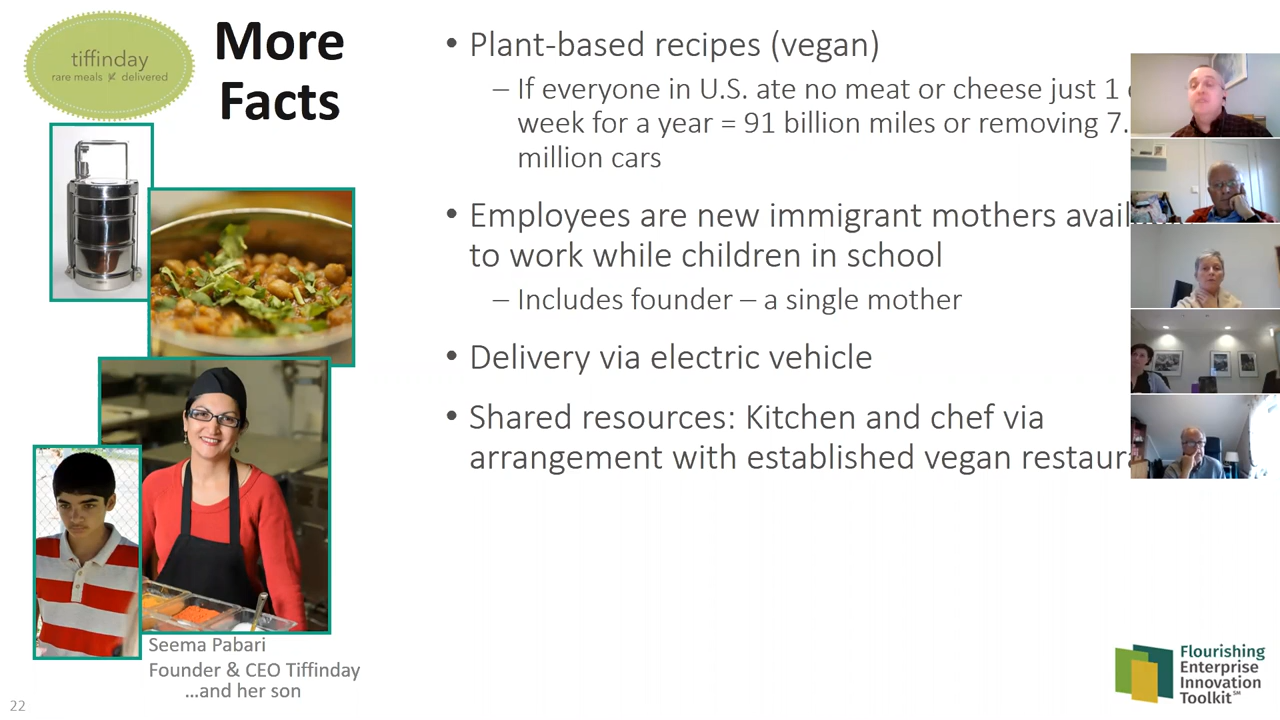 tiffinday
rare meals delivered
More
Facts
• Plant-based recipes (vegan)
– If everyone in U.S. ate no meat or cheese just 1
week for a year = 91 billion miles or removing 7.
million cars
• Employees are new immigrant mothers
to work while children in school
– Includes founder – a single mother
• Delivery via electric vehicle
• Shared resources: Kitchen and chef via
arrangement with established vegan
Seema Pabari
Founder & CEO Tiffinday
...and her son
22
Flourishing
Enterprise
Innovation
Toolkit℠